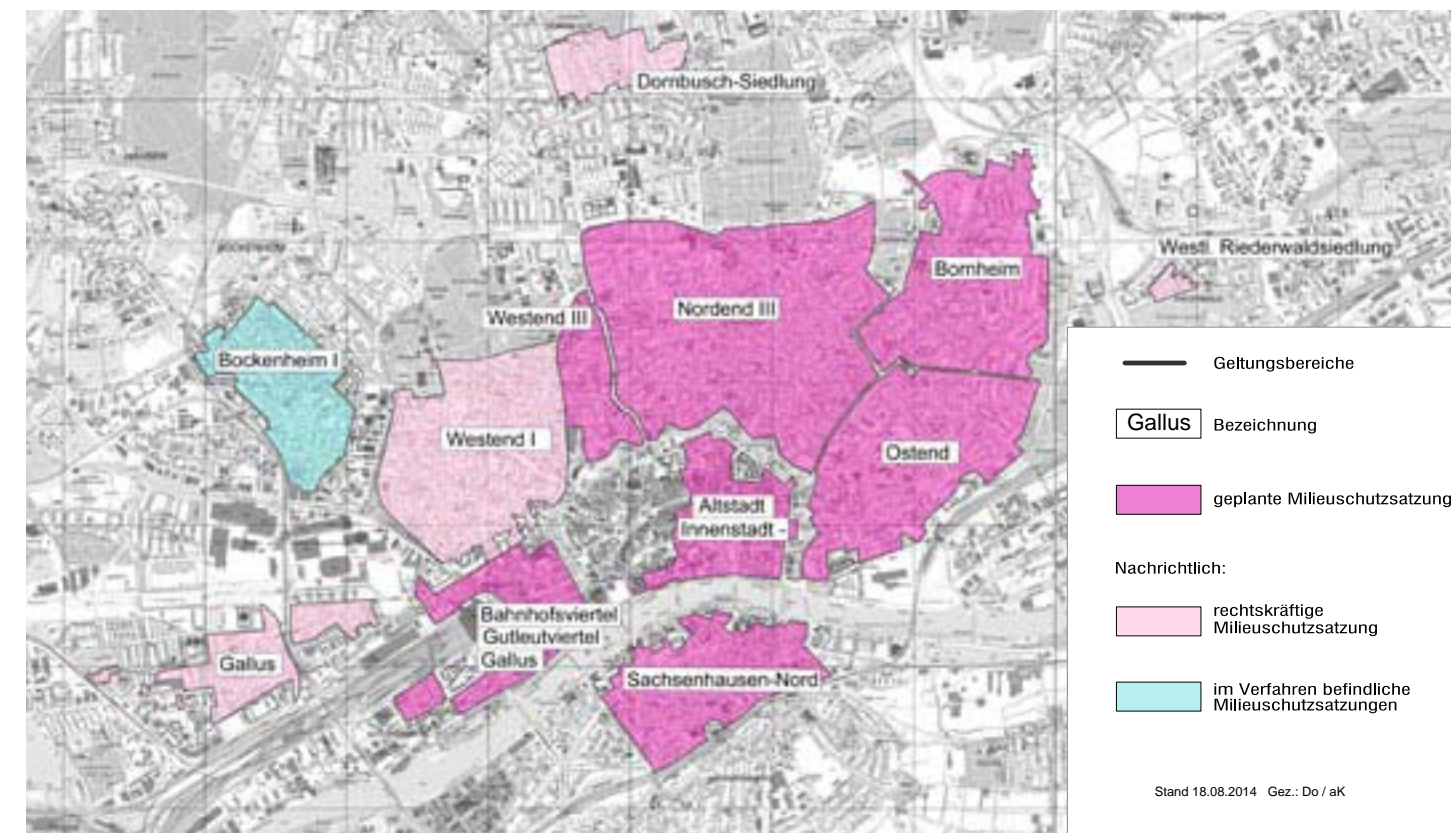 Dornbusch-Siedlung
Westl. Riederwaldsiedlung
Bornheim
Nordend III
Westend III
Bockenheim I
Westend I
Ostend
Altstadt
Innenstadt -
Bahnhofsviertel
Gutleutviertel
Gallus
Gallus
Sachsenhausen-Nord
Geltungsbereiche
Gallus Bezeichnung
geplante Milieuschutzsatzung
Nachrichtlich:
rechtskräftige
Milieuschutzsatzung
im Verfahren befindliche
Milieuschutzsatzungen
Stand 18.08.2014 Gez.: Do / aK